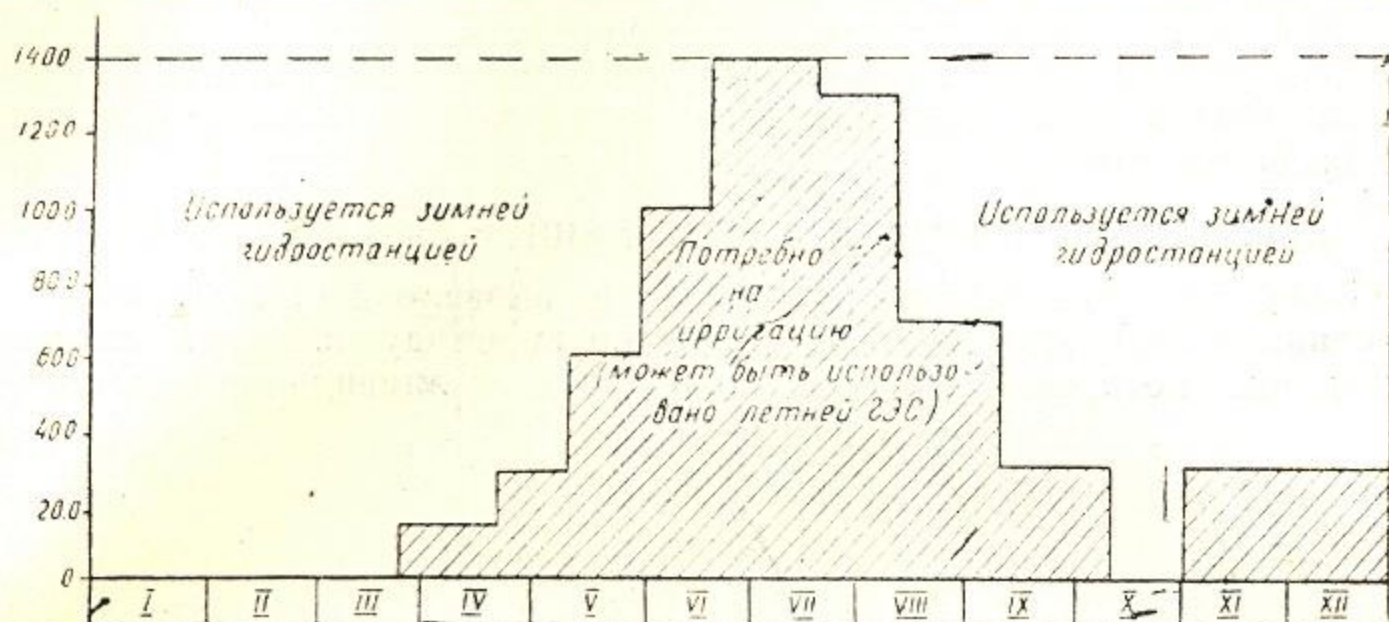 1400
1200
1000
800
600
400
200
0
Используется зимней
гидростанцией
Потребно
на
ирригацию
(может быть использо-
вано летней ГЭС)
Используется зимней
гидростанцией
I II III IV V VI VII VIII IX X XI XII